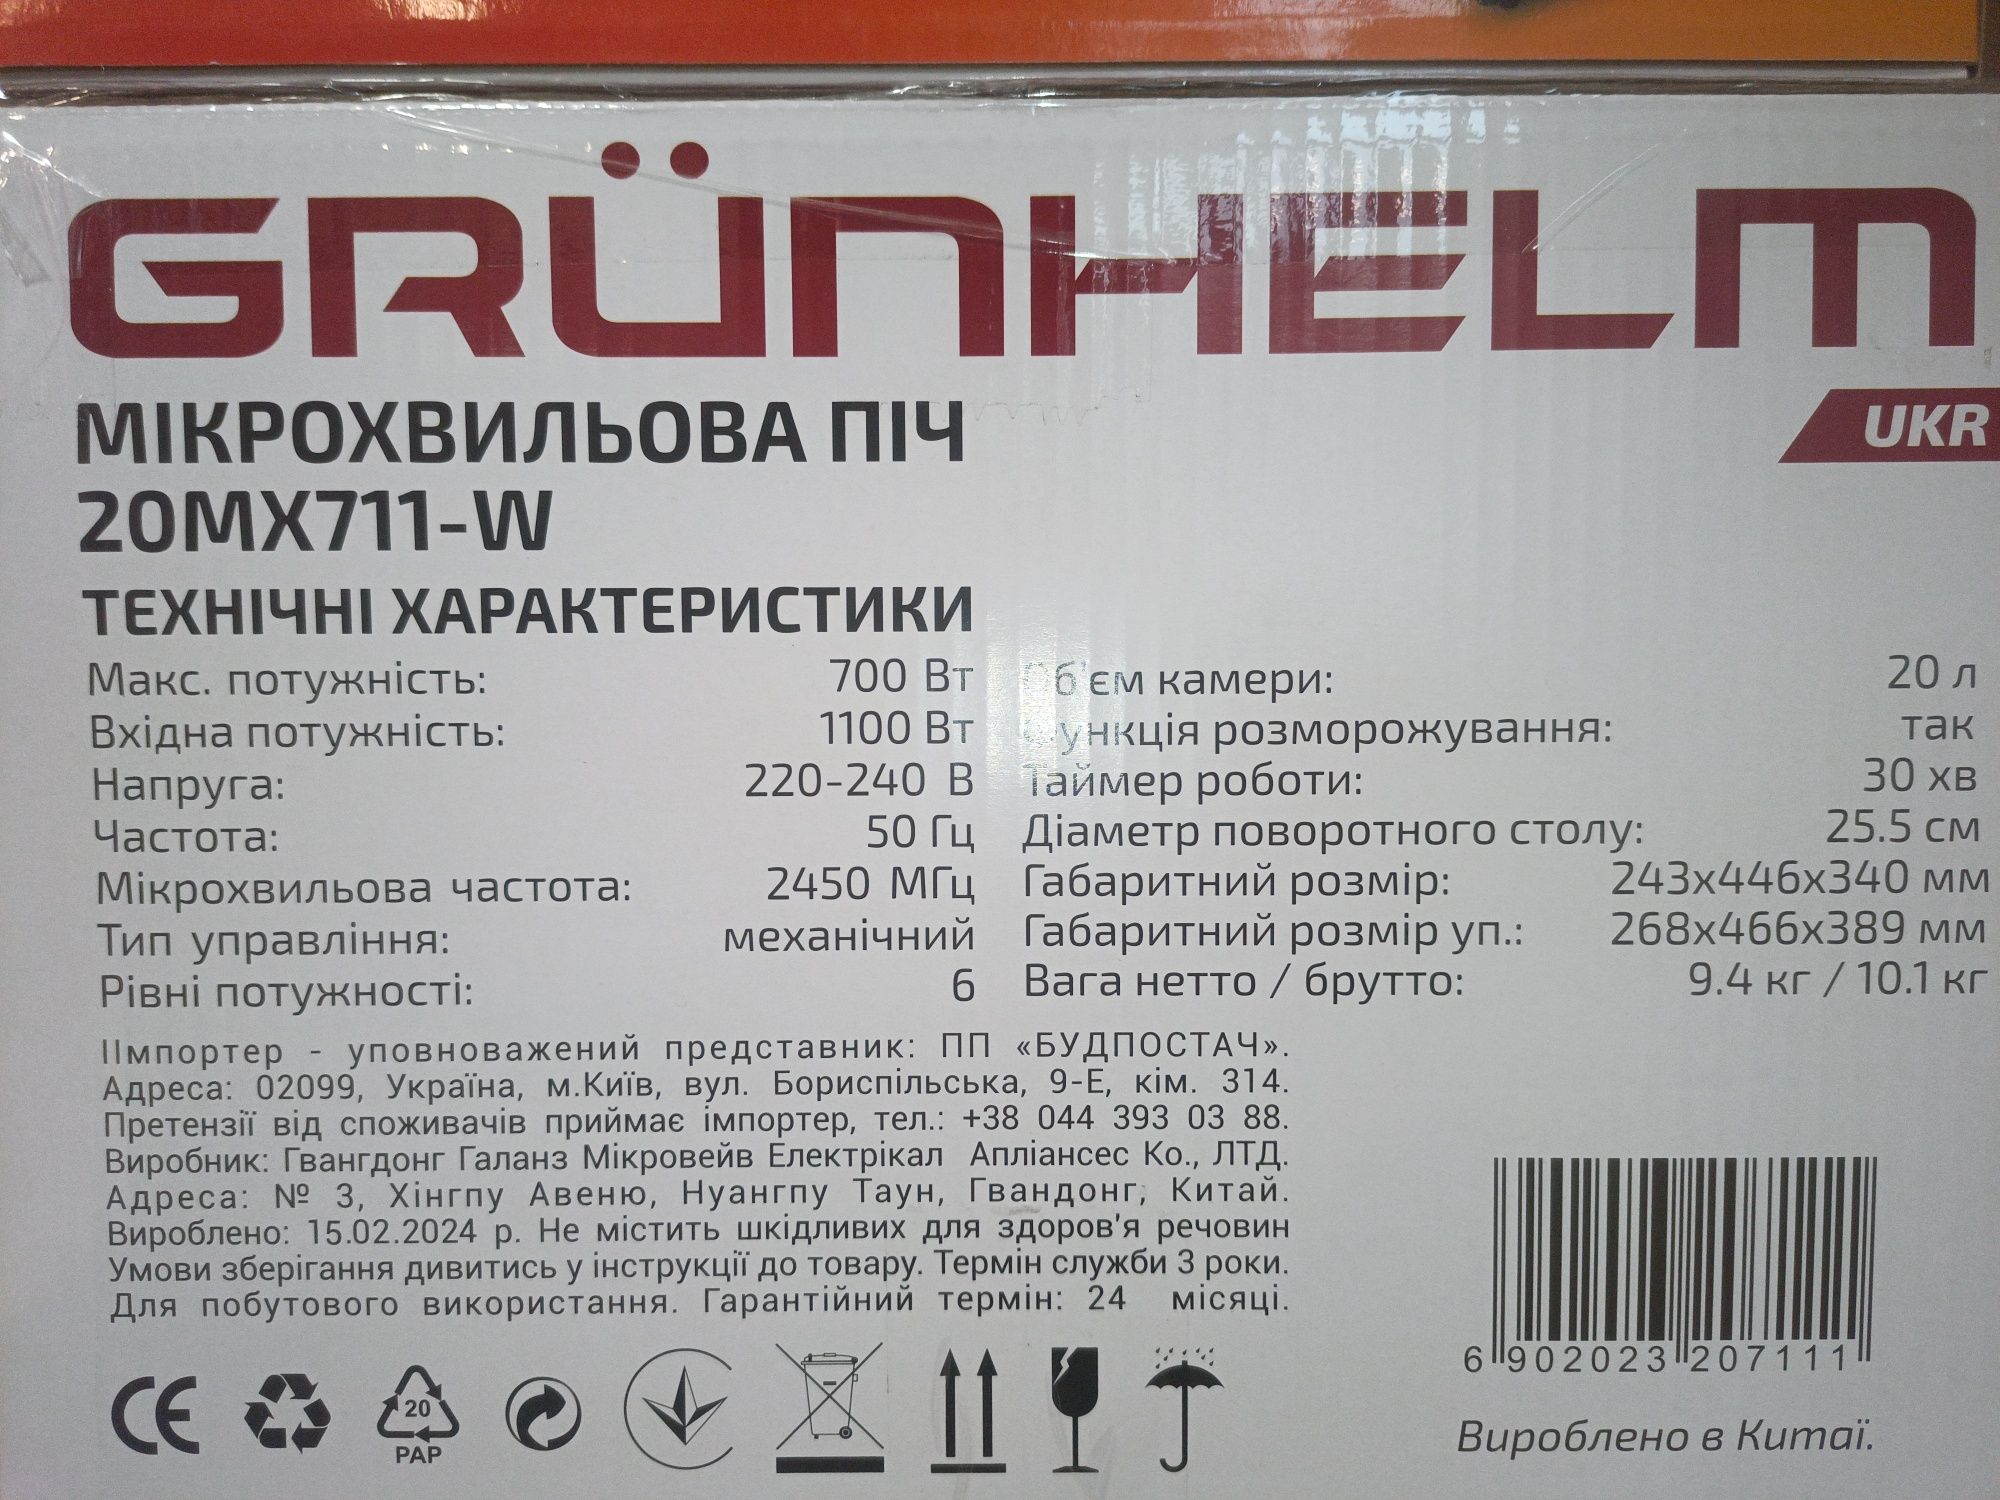 GRÜNHELM
UKR
МІКРОХВИЛЬОВА ПІЧ
20MX711-W
ТЕХНІЧНІ ХАРАКТЕРИСТИКИ
Макс. потужність: 700 Вт
Вхідна потужність: 1100 Вт
Напруга: 220-240 В
Частота: 50 Гц
Мікрохвильова частота: 2450 МГц
Тип управління: механічний
Рівні потужності: 6
Об'єм камери: 20 л
Функція розморожування: так
Таймер роботи: 30 хв
Діаметр поворотного столу: 25.5 см
Габаритний розмір: 243x446x340 мм
Габаритний розмір уп.: 268x466x389 мм
Вага нетто / брутто: 9.4 кг / 10.1 кг
ІІмпортер - уповноважений представник: ПП «БУДПОСТАЧ».
Адреса: 02099, Україна, м.Київ, вул. Бориспільська, 9-Е, кім. 314.
Претензії від споживачів приймає імпортер, тел.: +38 044 393 03 88.
Виробник: Гвангдонг Галанз Мікровейв Електрікал Апліансес Ко., ЛТД.
Адреса: № 3, Хінгпу Авеню, Нуангпу Таун, Гвандонг, Китай.
Вироблено: 15.02.2024 р. Не містить шкідливих для здоров'я речовин
Умови зберігання дивитись у інструкції до товару. Термін служби 3 роки.
Для побутового використання. Гарантійний термін: 24 місяці.
CE
20
PAP
6 902023 207111
Вироблено в Китаї.